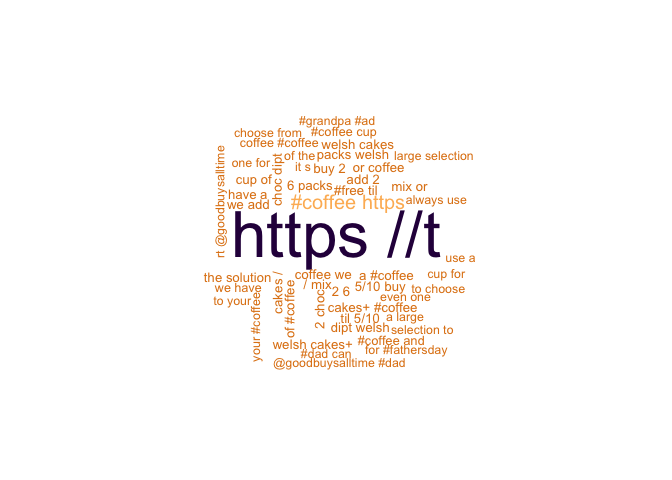 #grandpa #ad
choose from
#coffee cup
coffee #coffee
welsh cakes
of the
packs welsh
large selection
one for
it s
buy 2
or coffee
choc dipt
cup of
6 packs
add 2
#free til
mix or
have a
we add
#coffee https
always use
rt @goodbuysalltime
https //t
use a
the solution
cakes /
coffee we
a #coffee
cup for
we have
/ mix
2 6
5/10 buy
to choose
to your
even one
your #coffee
of #coffee
2 choc
cakes+ #coffee
til 5/10
a large
dipt welsh
selection to
welsh cakes+
#coffee and
#dad can
for #fathersday
@goodbuysalltime #dad